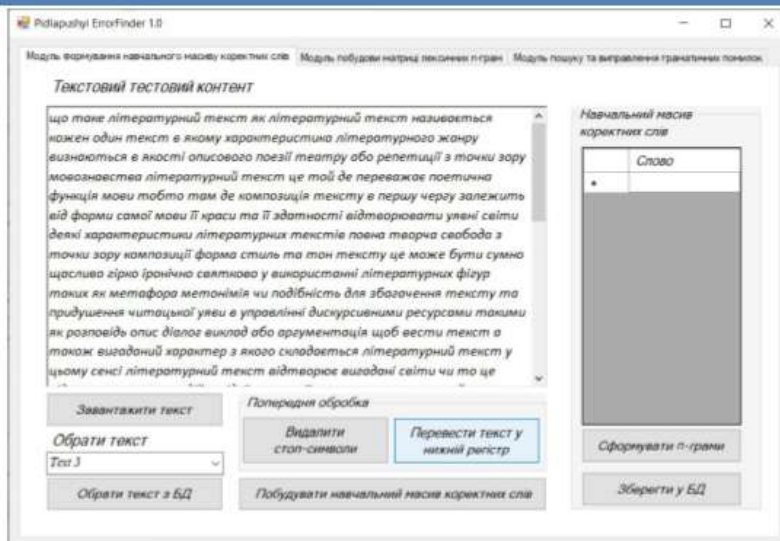 Pidlapushyi ErrorFinder 1.0
Модуль формування навчального масиву коректних слів
Модуль побудови матриці лексичних n-грам
Модуль пошуку та виправлення граматичних помилок
Текстовий тестовий контент
що таке літературний текст як літературний текст називається
кожен один текст в якому характеристика літературного жанру
визнаються в якості описового поезії театру або репетиції з точки зору
мовознавства літературний текст це той де переважає поетична
функція мови тобто там де композиція тексту в першу чергу залежить
від форми самої мови її краси та її здатності відтворювати уявні світи
деякі характеристики літературних текстів повна творча свобода з
точки зору композиції форма стиль та тон тексту це може бути сумно
щасливо гірко іронічно святково у використанні літературних фігур
таких як метафора метонімія чи подібність для збагачення тексту та
придушення читацької уяви в управлінні дискурсивними ресурсами такими
як розповідь опис діалог виклад або аргументація щоб вести текст а
також вигаданий характер з якого складається літературний текст у
цьому сенсі літературний текст відтворює вигадані світи чи то це
Завантажити текст
Обрати текст
Text 3
Обрати текст з БД
Попередня обробка
Видалити
стоп-символи
Перевести текст у
нижній регістр
Побудувати навчальний масив коректних слів
Навчальний масив
коректних слів
Слово
Сформувати n-грами
Зберегти у БД